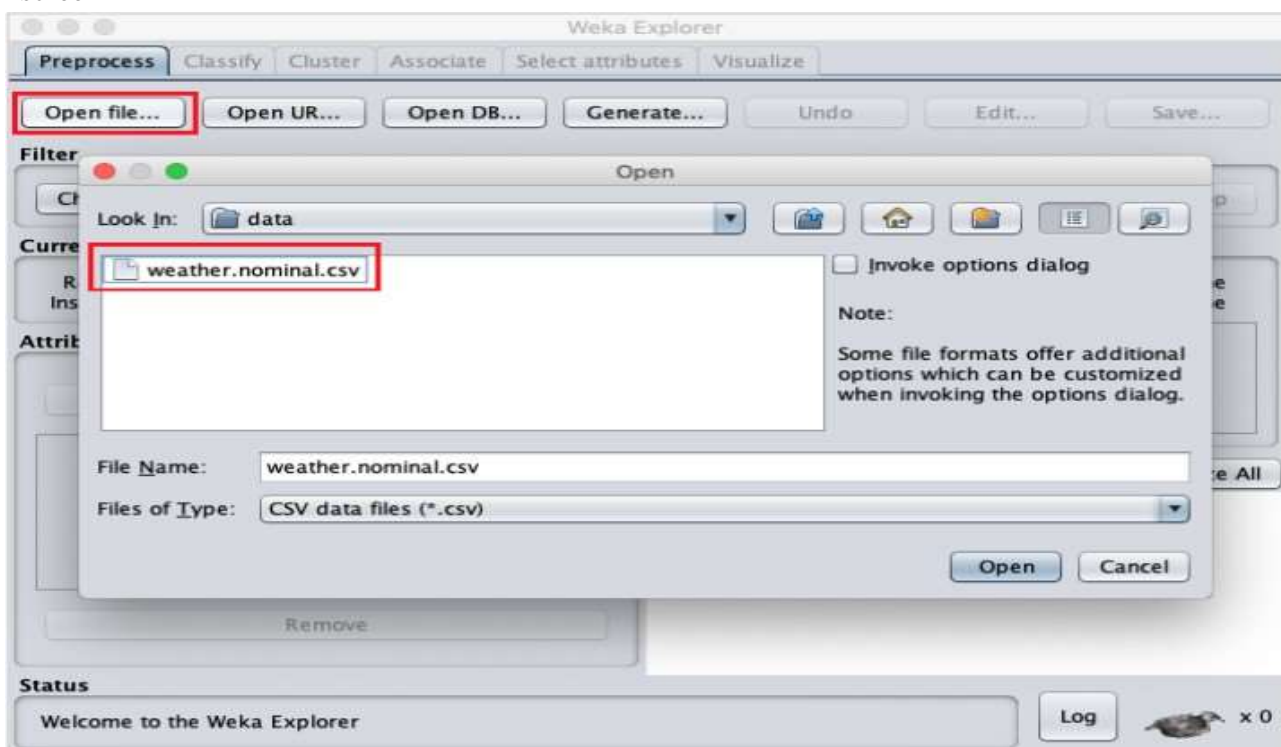 Weka Explorer
Preprocess Classify Cluster Associate Select attributes Visualize
Open file... Open UR... Open DB... Generate... Undo Edit... Save...
Filter
Open
Look In: data
weather.nominal.csv
Invoke options dialog
Note:
Some file formats offer additional
options which can be customized
when invoking the options dialog.
File Name: weather.nominal.csv
Files of Type: CSV data files (*.csv)
Open Cancel
All
Remove
Status
Welcome to the Weka Explorer
Log x 0